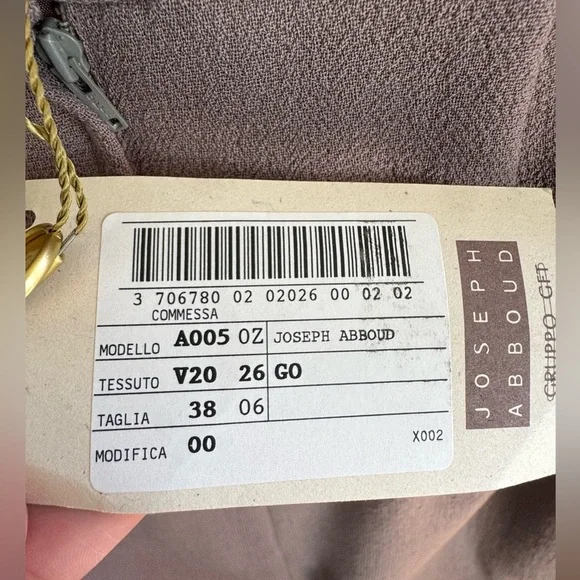 3 706780 02 02026 00 02 02
COMMESSA
MODELLO A005 0Z JOSEPH ABBOUD
TESSUTO V20 26 GO
TAGLIA 38 06
MODIFICA 00
X002
JOSEPH
ABBOUD
GRUPPO GFT